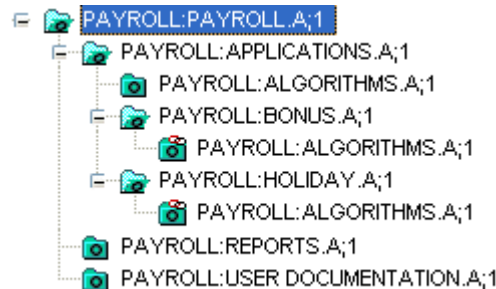 PAYROLL:PAYROLL.A;1
PAYROLL:APPLICATIONS.A;1
PAYROLL:ALGORITHMS.A;1
PAYROLL:BONUS.A;1
PAYROLL:ALGORITHMS.A;1
PAYROLL:HOLIDAY.A;1
PAYROLL:ALGORITHMS.A;1
PAYROLL:REPORTS.A;1
PAYROLL:USER DOCUMENTATION.A;1